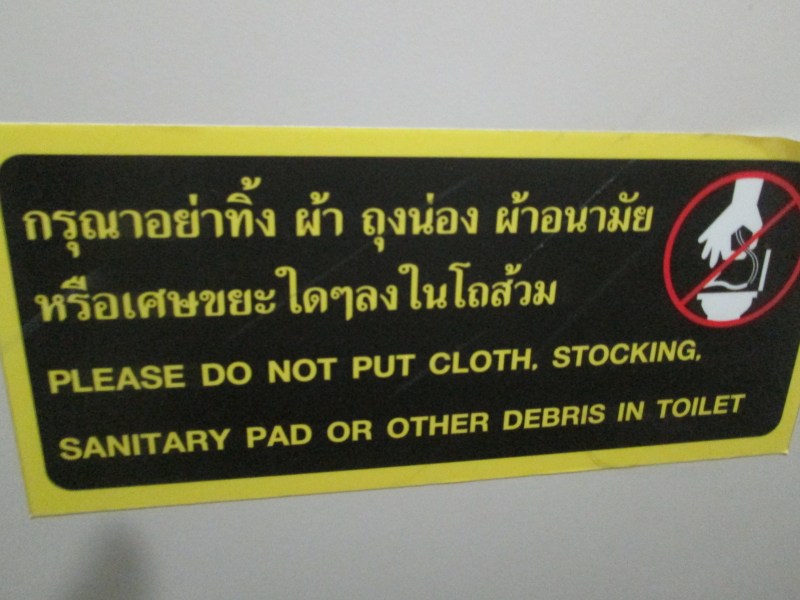 กรุณาอย่าทิ้ง ผ้า ถุงน่อง ผ้าอนามัย
หรือเศษขยะใดๆลงในโถส้วม
PLEASE DO NOT PUT CLOTH. STOCKING.
SANITARY PAD OR OTHER DEBRIS IN TOILET